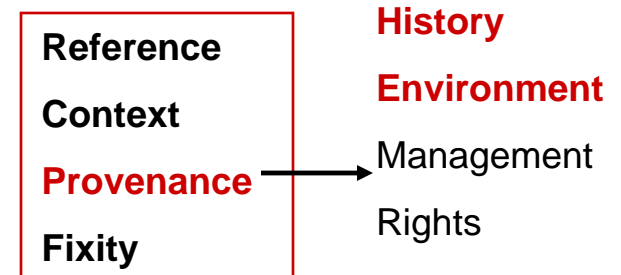 Reference
Context
Provenance
Fixity
History
Environment
Management
Rights